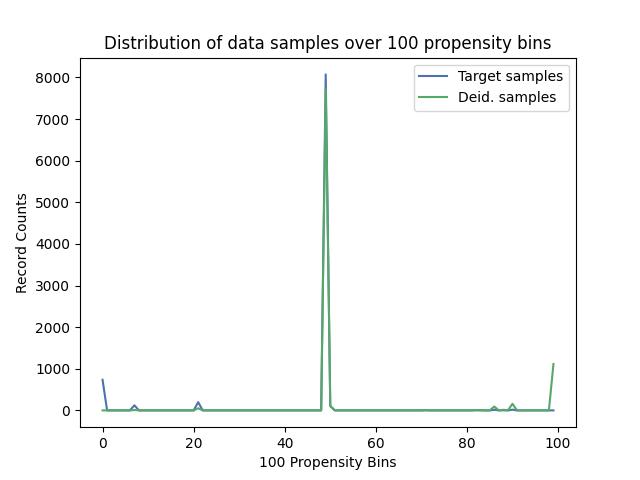 Distribution of data samples over 100 propensity bins
Target samples
Deid. samples
Record Counts
8000
7000
6000
5000
4000
3000
2000
1000
0
0 20 40 60 80 100
100 Propensity Bins